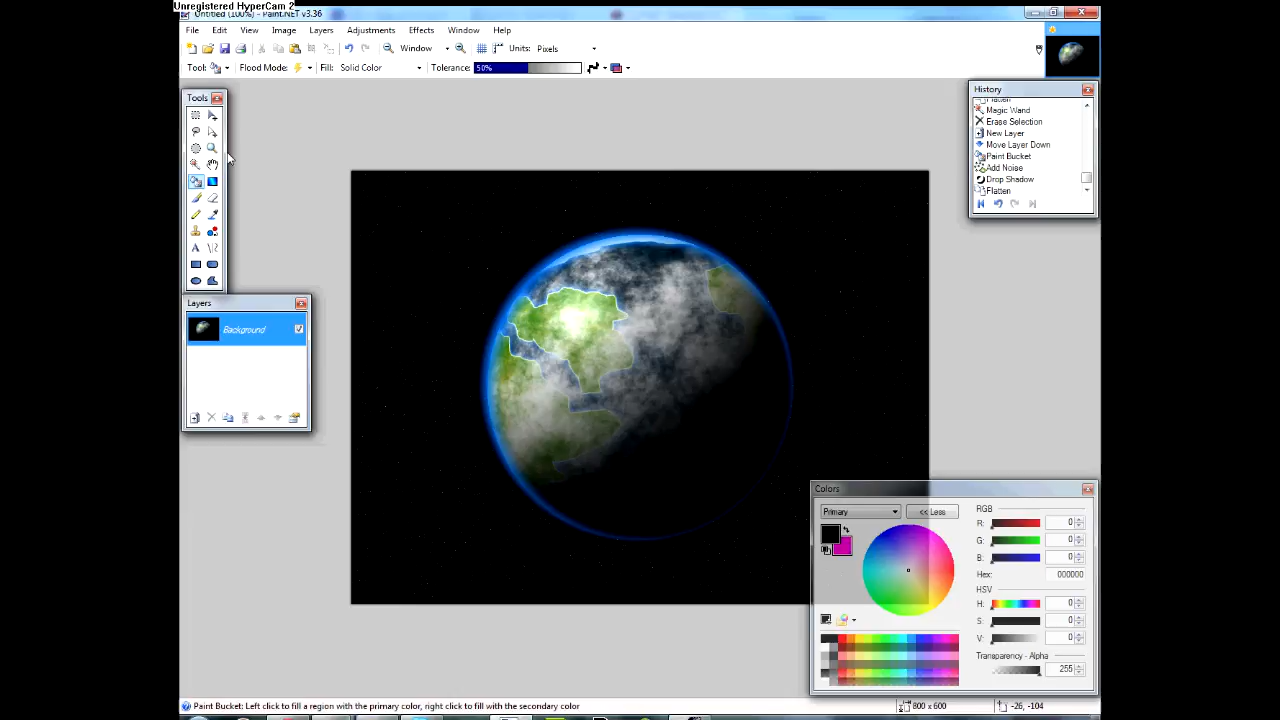 Unregistered HyperCam 2
Untitled (100%) - Paint.NET v3.36
File Edit View Image Layers Adjustments Effects Window Help
Window Units: Pixels
Tool: Flood Mode: Fill: Solid Color Tolerance: 50%
Tools
History
Flatten
Magic Wand
Erase Selection
New Layer
Move Layer Down
Paint Bucket
Add Noise
Drop Shadow
Flatten
Layers
Background
Colors
Primary << Less
RGB
R: 0
G: 0
B: 0
Hex: 000000
HSV
H: 0
S: 0
V: 0
Transparency - Alpha
255
Paint Bucket: Left click to fill a region with the primary color, right click to fill with the secondary color
800 x 600
-26, -104